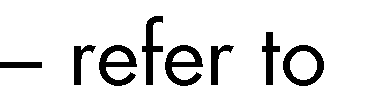 – refer to